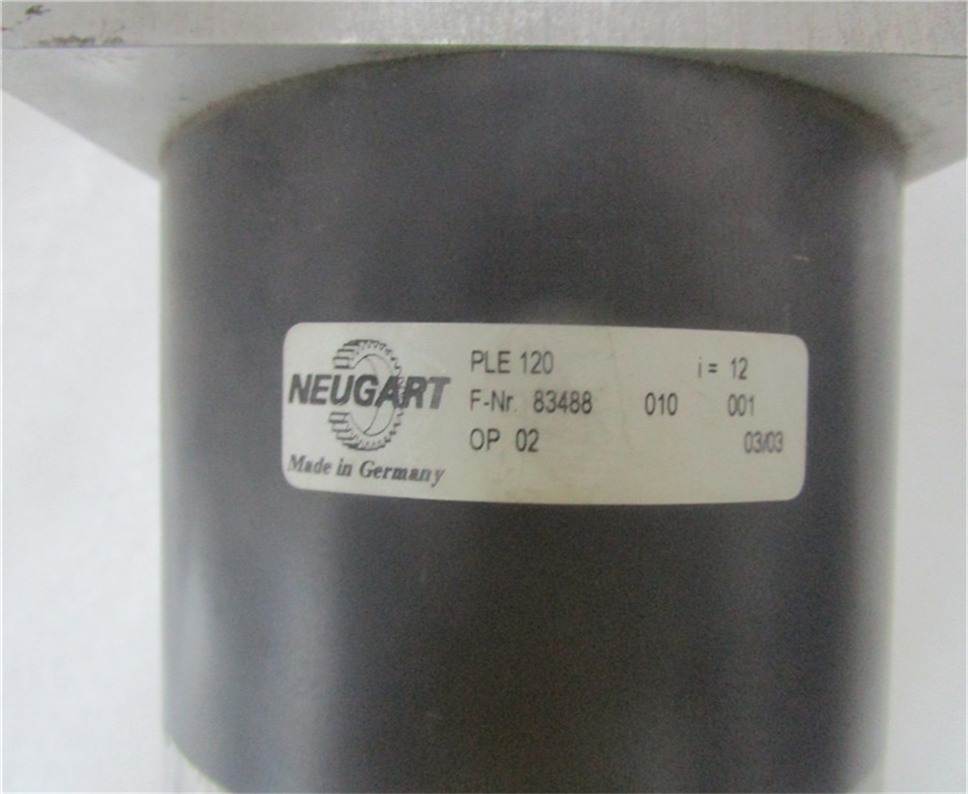 NEUGART
Made in Germany
PLE 120 i = 12
F-Nr. 83488 010 001
OP 02 03/03